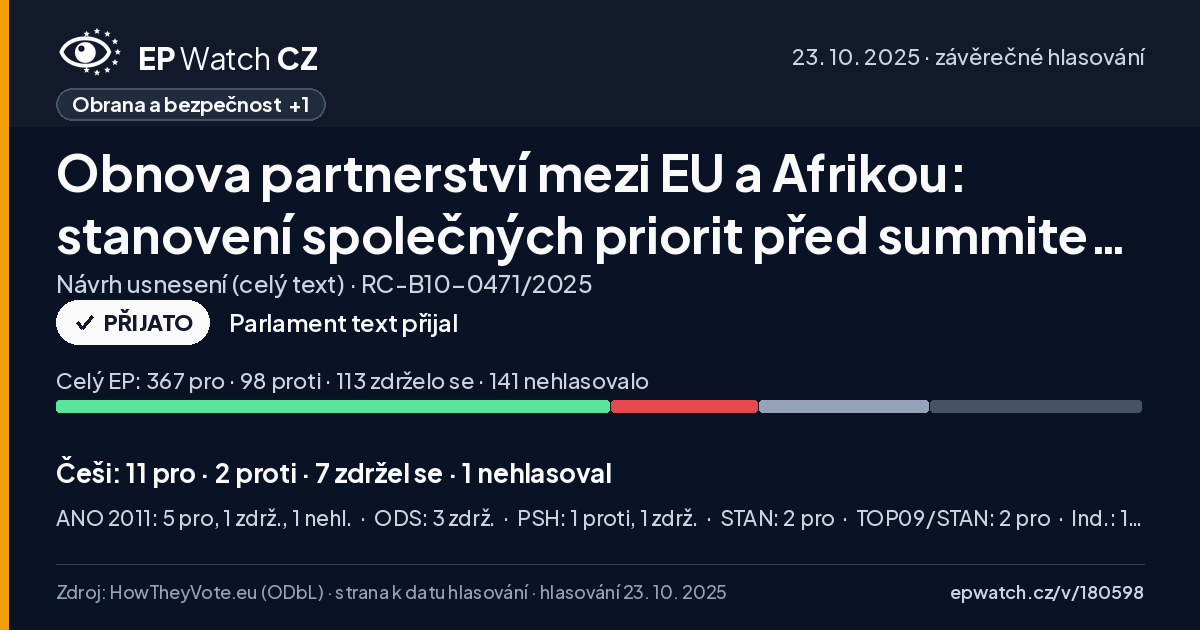 EP Watch CZ
23. 10. 2025 · závěrečné hlasování
Obrana a bezpečnost +1
Obnova partnerství mezi EU a Afrikou:
stanovení společných priorit před summite…
Návrh usnesení (celý text) · RC-B10-0471/2025
✓ PŘIJATO Parlament text přijal
Celý EP: 367 pro · 98 proti · 113 zdrželo se · 141 nehlasovalo
Češi: 11 pro · 2 proti · 7 zdržel se · 1 nehlasoval
ANO 2011: 5 pro, 1 zdrž., 1 nehl. · ODS: 3 zdrž. · PSH: 1 proti, 1 zdrž. · STAN: 2 pro · TOP09/STAN: 2 pro · Ind.: 1…
Zdroj: HowTheyVote.eu (ODbL) · strana k datu hlasování · hlasování 23. 10. 2025
epwatch.cz/v/180598